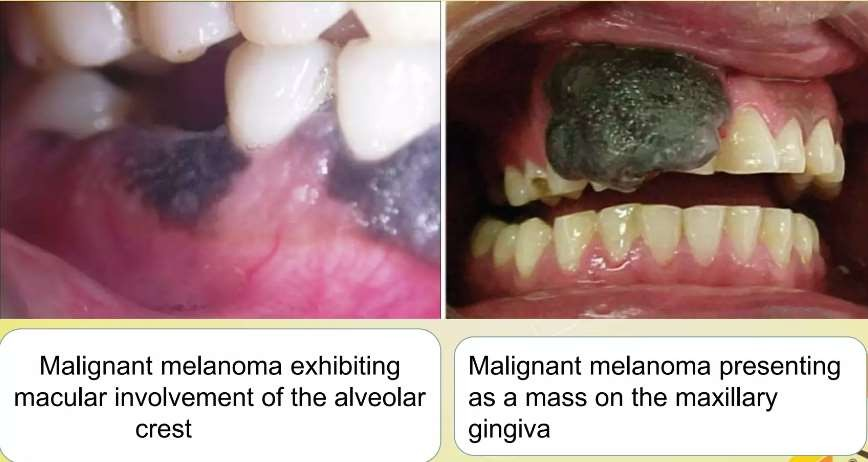 Malignant melanoma exhibiting
macular involvement of the alveolar
crest
Malignant melanoma presenting
as a mass on the maxillary
gingiva